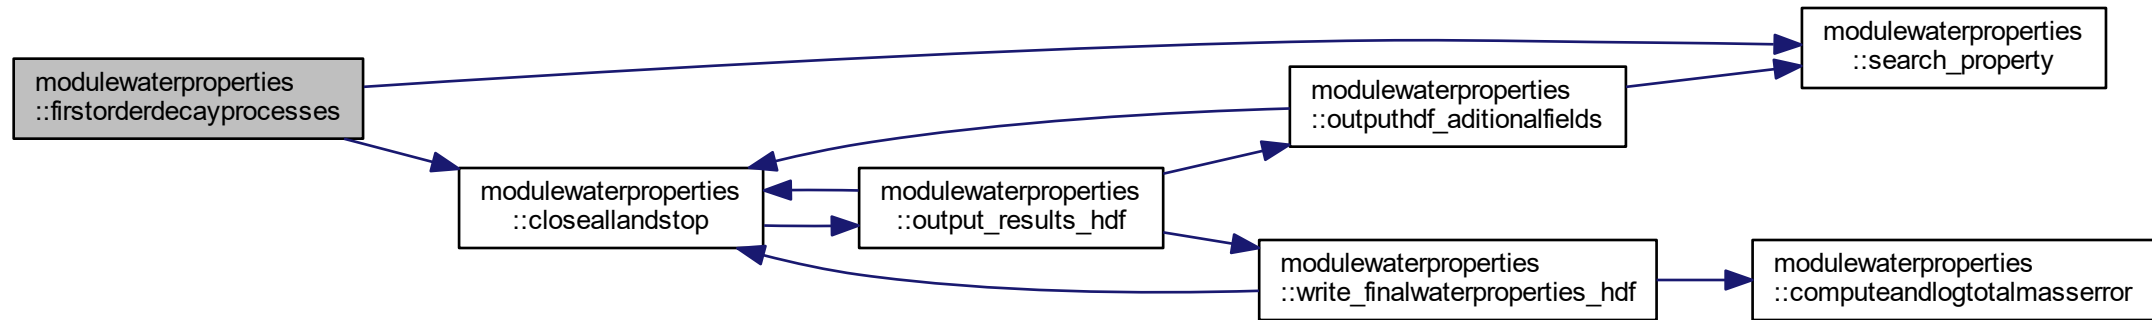 modulewaterproperties
::firstorderdecayprocesses
modulewaterproperties
::closeallandstop
modulewaterproperties
::output_results_hdf
modulewaterproperties
::outputhdf_aditionalfields
modulewaterproperties
::search_property
modulewaterproperties
::write_finalwaterproperties_hdf
modulewaterproperties
::computeandlogtotalmasserror